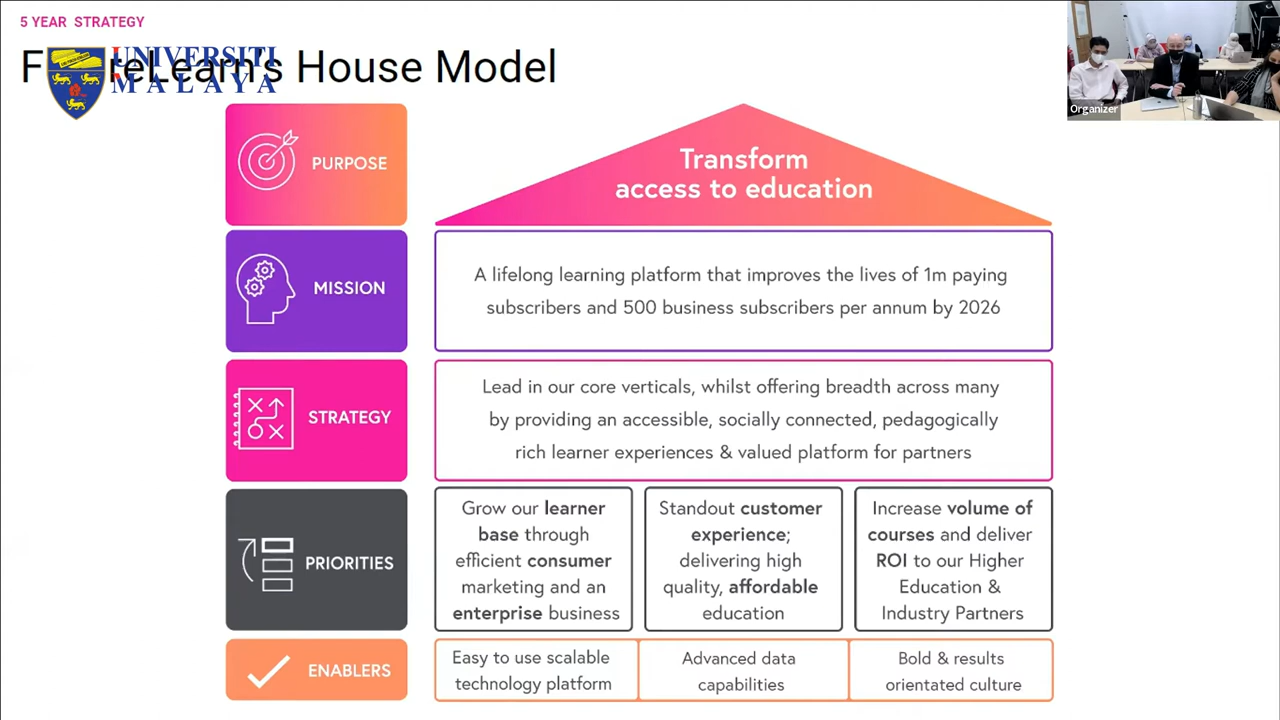 5 YEAR STRATEGY
UNIVERSITI
MALAYA
House Model
Organizer
PURPOSE
Transform
access to education
MISSION
A lifelong learning platform that improves the lives of 1m paying
subscribers and 500 business subscribers per annum by 2026
STRATEGY
Lead in our core verticals, whilst offering breadth across many
by providing an accessible, socially connected, pedagogically
rich learner experiences & valued platform for partners
PRIORITIES
Grow our learner
base through
efficient consumer
marketing and an
enterprise business
Standout customer
experience;
delivering high
quality, affordable
education
Increase volume of
courses and deliver
ROI to our Higher
Education &
Industry Partners
ENABLERS
Easy to use scalable
technology platform
Advanced data
capabilities
Bold & results
orientated culture